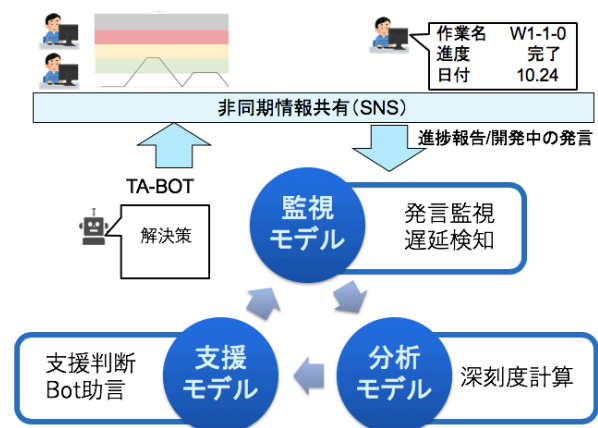 作業名 W1-1-0
進度 完了
日付 10.24
非同期情報共有(SNS)
進捗報告/開発中の発言
TA-BOT
解決策
監視
モデル
発言監視
遅延検知
支援判断
Bot助言
支援
モデル
分析
モデル
深刻度計算